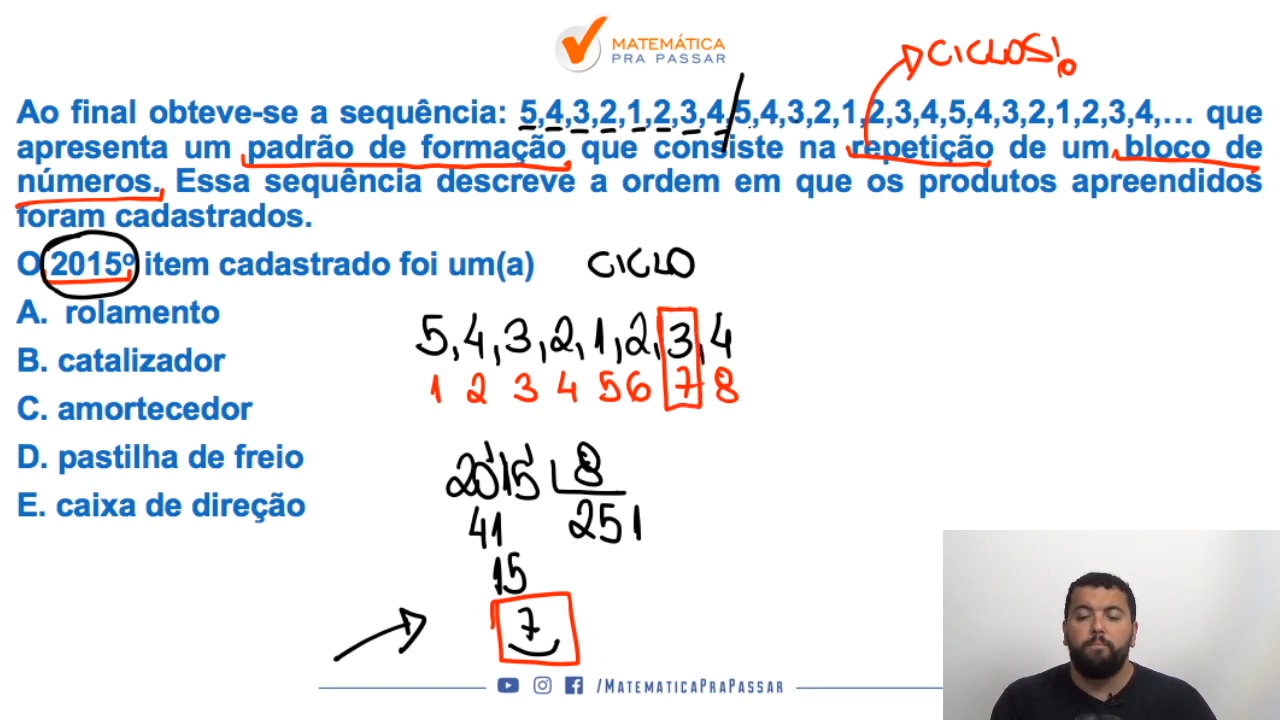 MATEMÁTICA
PRA PASSAR
CICLOS!
Ao final obteve-se a sequência: 5,4,3,2,1,2,3,4,5,4,3,2,1,2,3,4,5,4,3,2,1,2,3,4,... que
apresenta um padrão de formação que consiste na repetição de um bloco de
números. Essa sequência descreve a ordem em que os produtos apreendidos
foram cadastrados.
O 2015º item cadastrado foi um(a)
CICLO
A. rolamento
B. catalizador
C. amortecedor
D. pastilha de freio
E. caixa de direção
5,4,3,2,1,2,3,4
1 2 3 4 5 6 7 8
2015 8
41 251
15
7
/MATEMATICAPRAPASSAR